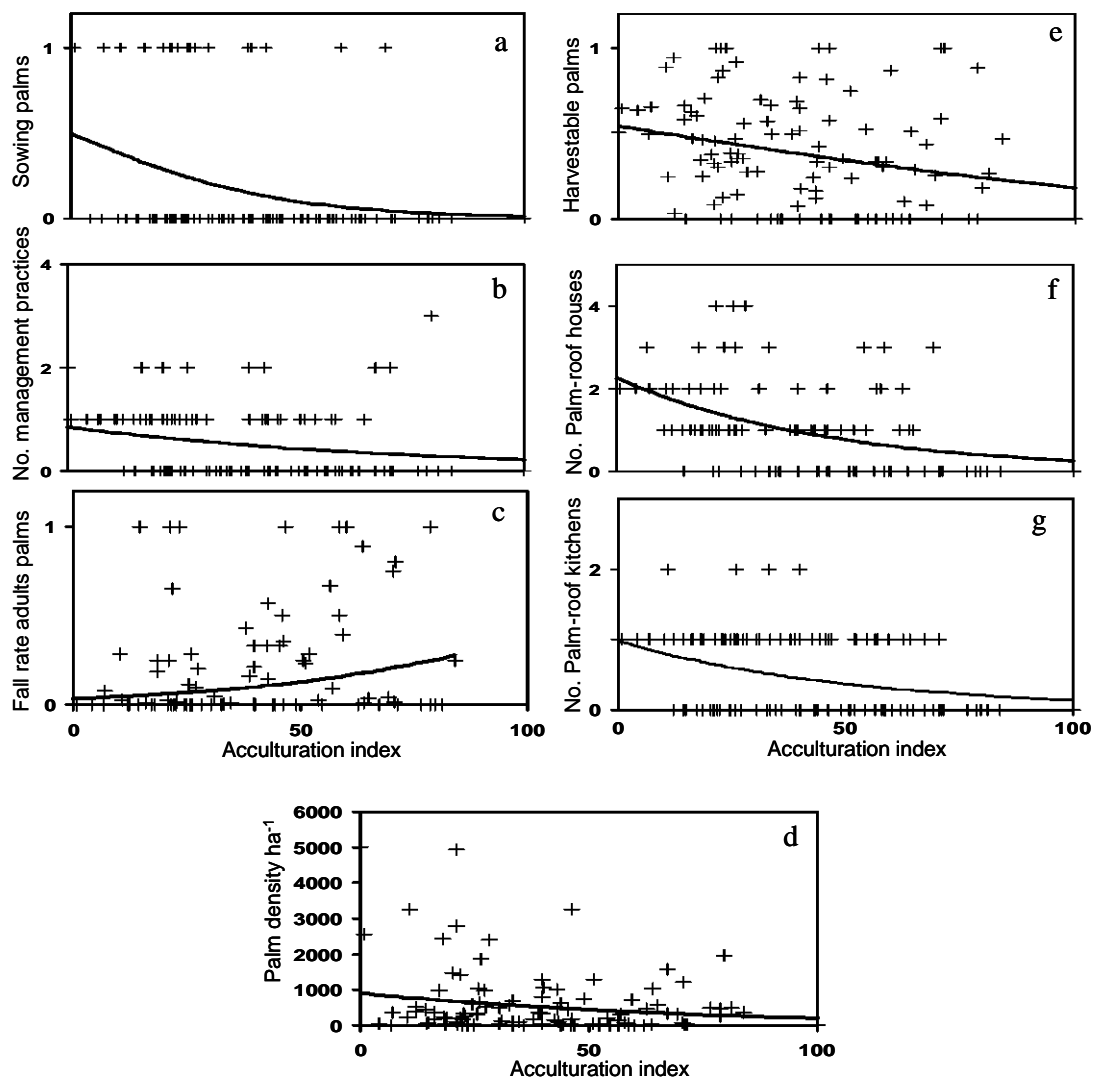 a
Sowing palms
1
0
b
No. management practices
4
2
0
c
Fall rate adults palms
1
0
0 50 100
Acculturation index
e
Harvestable palms
1
0
f
No. Palm-roof houses
4
2
0
g
No. Palm-roof kitchens
2
0
0 50 100
Acculturation index
d
Palm density ha-1
6000
5000
4000
3000
2000
1000
0
0 50 100
Acculturation index